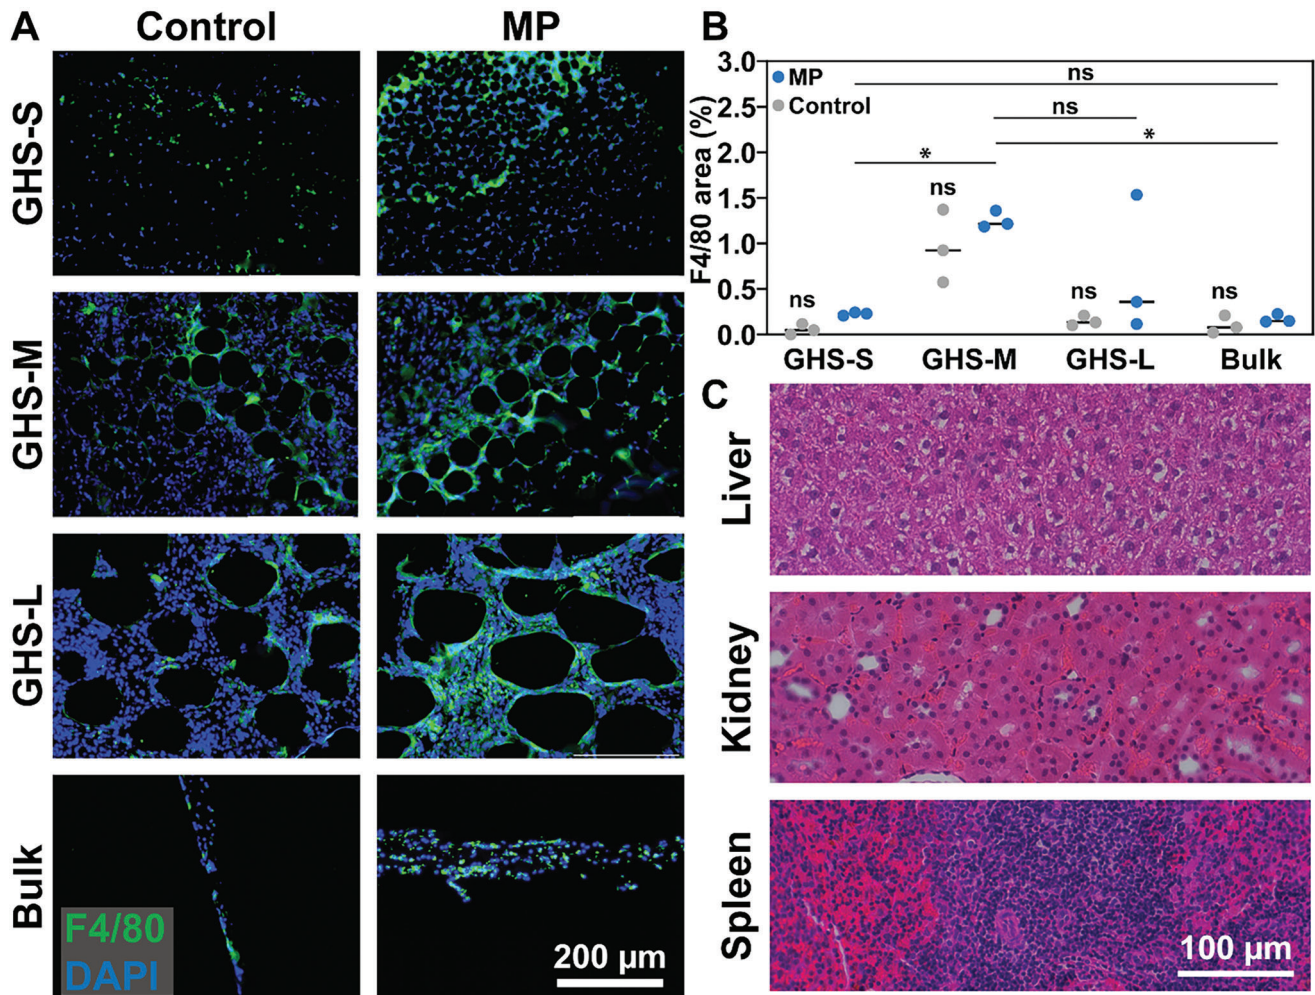 A
Control
MP
GHS-S
GHS-M
GHS-L
Bulk
F4/80
DAPI
200 µm
B
F4/80 area (%)
3.0
2.5
2.0
1.5
1.0
0.5
0.0
MP
Control
ns
ns
*
*
ns
ns
ns
ns
GHS-S
GHS-M
GHS-L
Bulk
C
Liver
Kidney
Spleen
100 µm